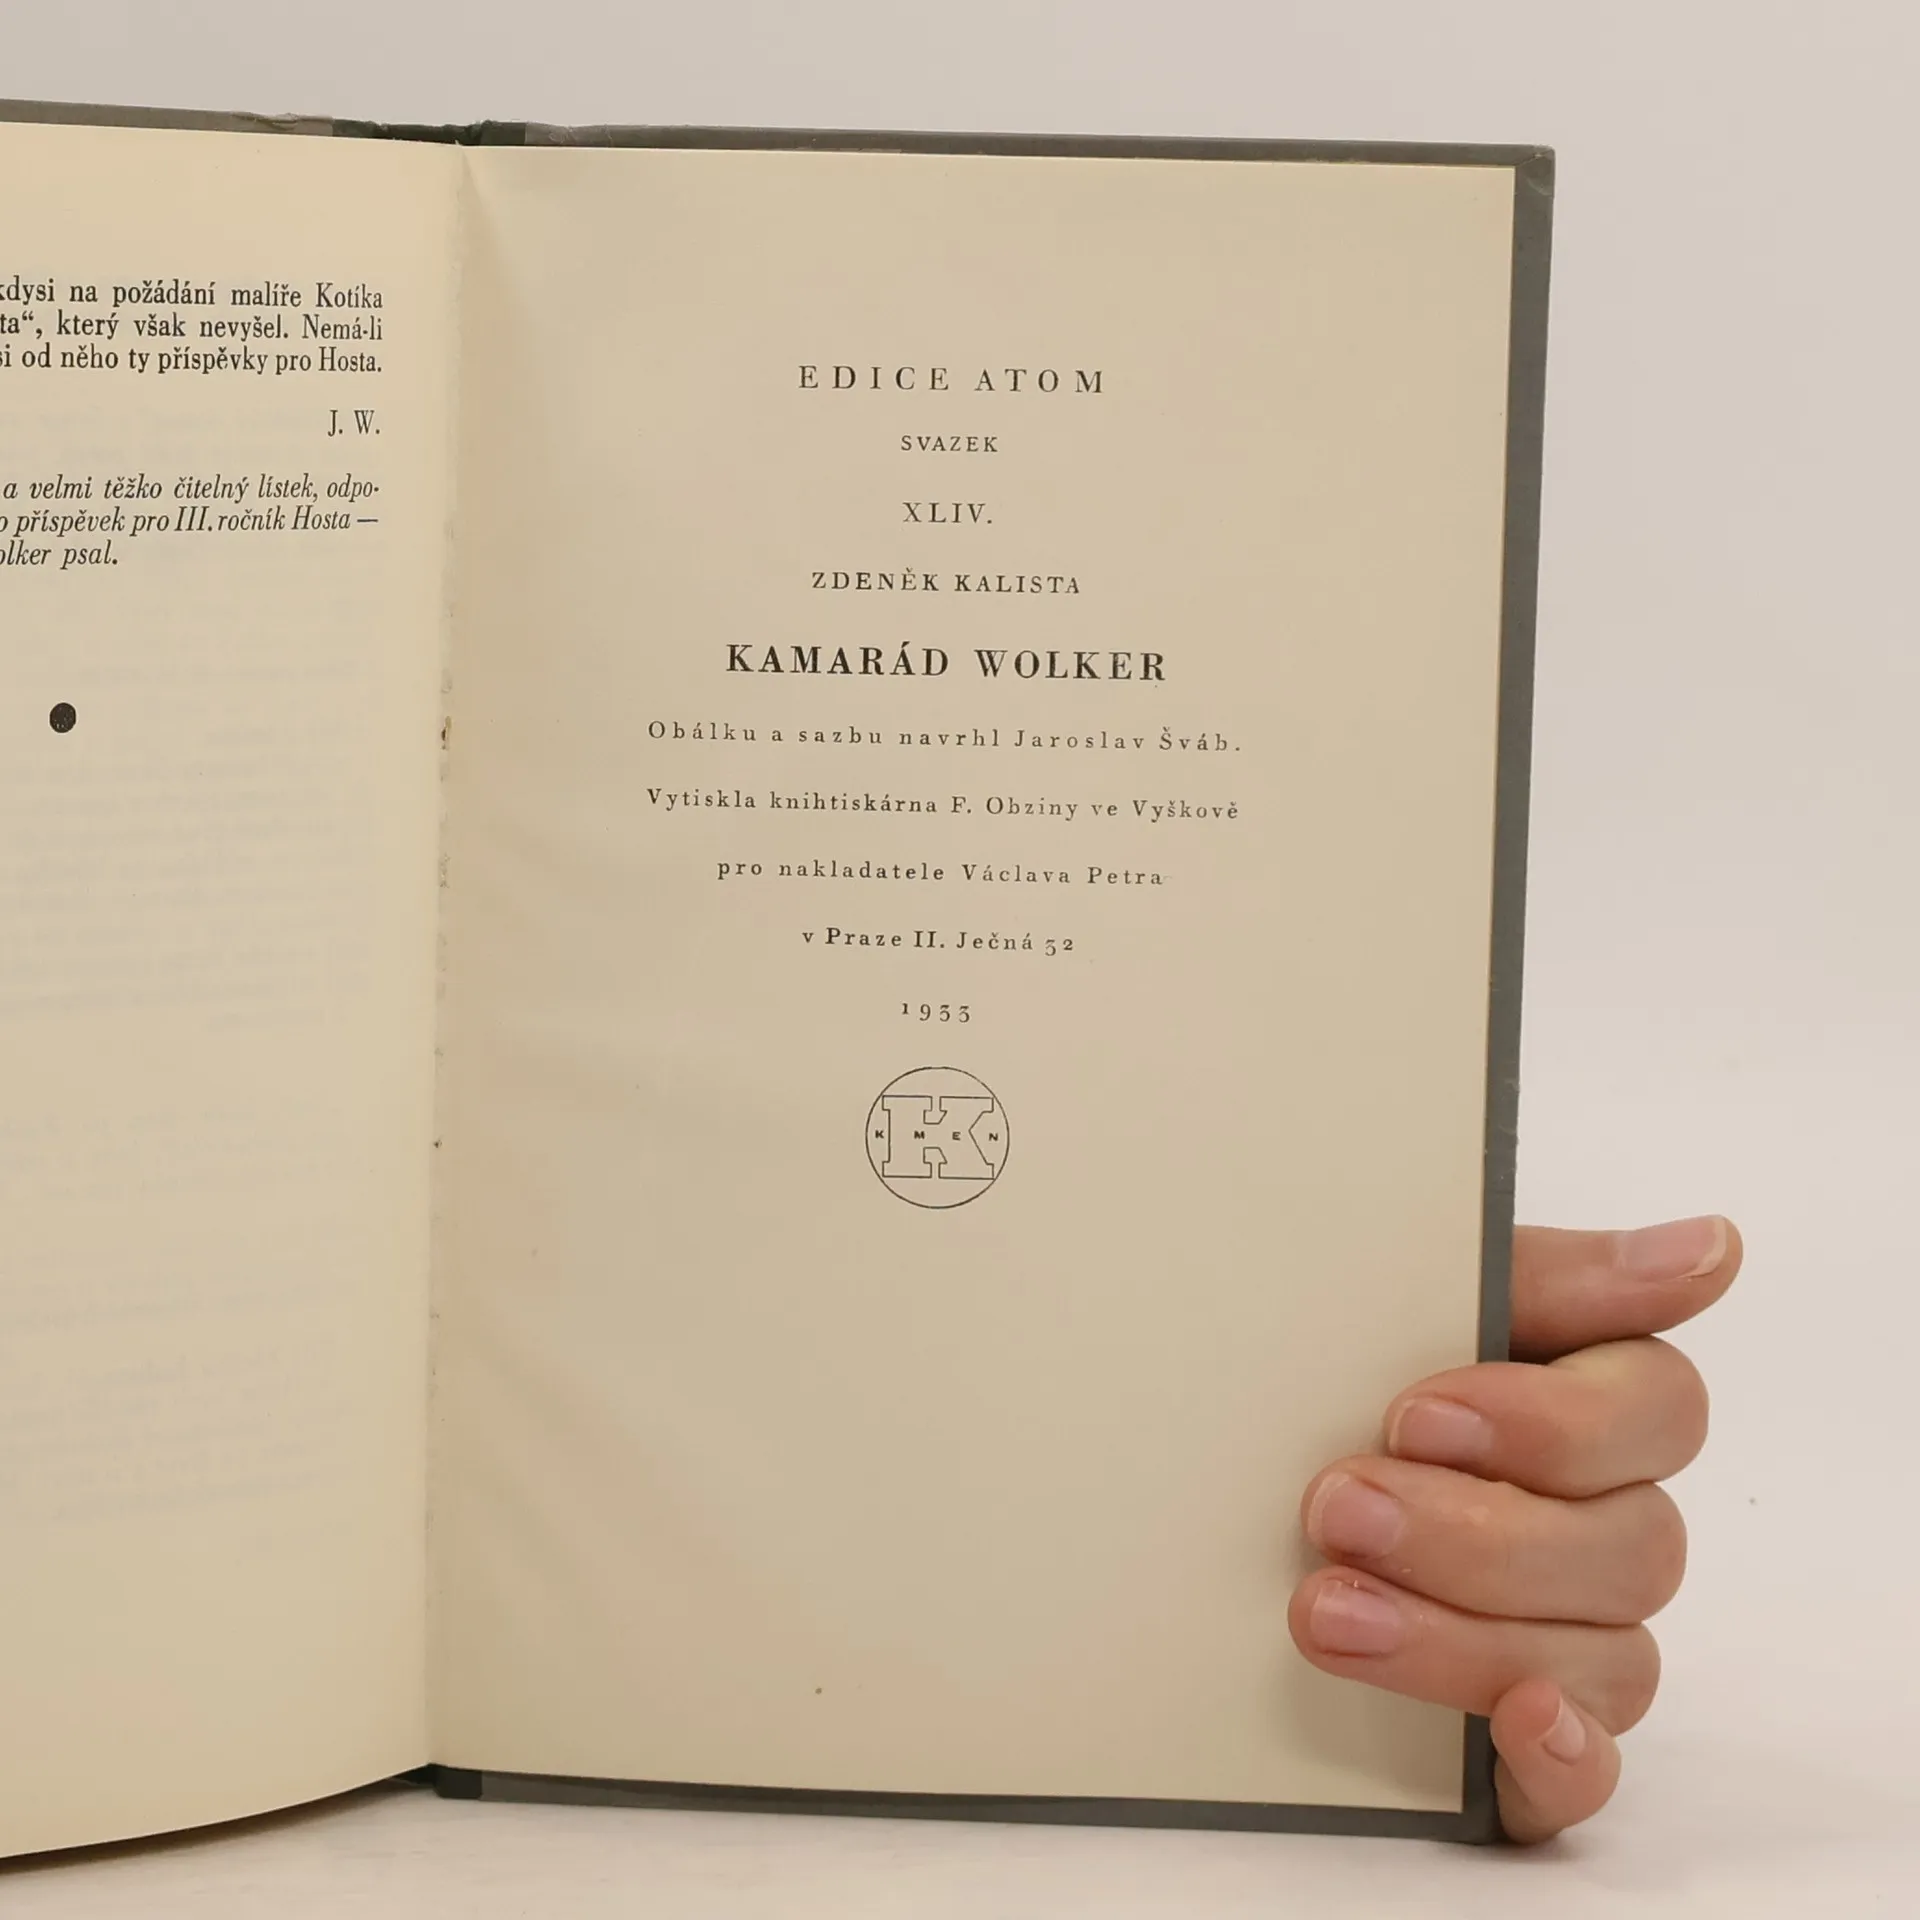 kdysi na požádání malíře Kotíka
ta“, který však nevyšel. Nemá-li
si od něho ty příspěvky pro Hosta.
J. W.
a velmi těžko čitelný lístek, odpo-
příspěvek pro III. ročník Hosta —
olker psal.
EDICE ATOM
SVAZEK
XLIV.
ZDENĚK KALISTA
KAMARÁD WOLKER
Obálku a sazbu navrhl Jaroslav Šváb.
Vytiskla knihtiskárna F. Obziny ve Vyškově
pro nakladatele Václava Petra
v Praze II. Ječná 32
1933
K M E N